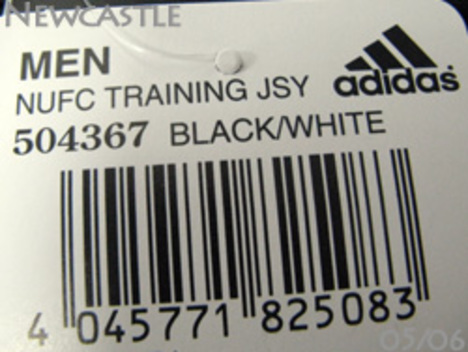 NEWCASTLE
MEN
adidas
NUFC TRAINING JSY
504367 BLACK/WHITE
4 045771 825083
05/06